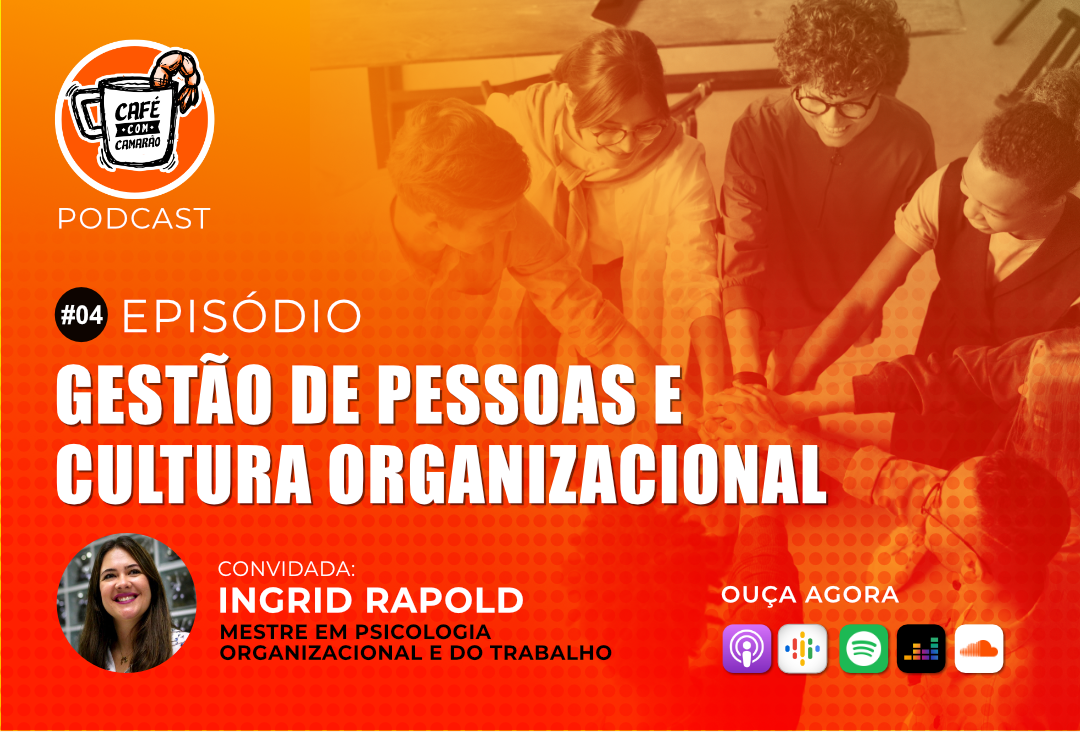 CAFÉ
COM
CAMARÃO
PODCAST
#04 EPISÓDIO
GESTÃO DE PESSOAS E
CULTURA ORGANIZACIONAL
CONVIDADA:
INGRID RAPOLD
MESTRE EM PSICOLOGIA
ORGANIZACIONAL E DO TRABALHO
OUÇA AGORA